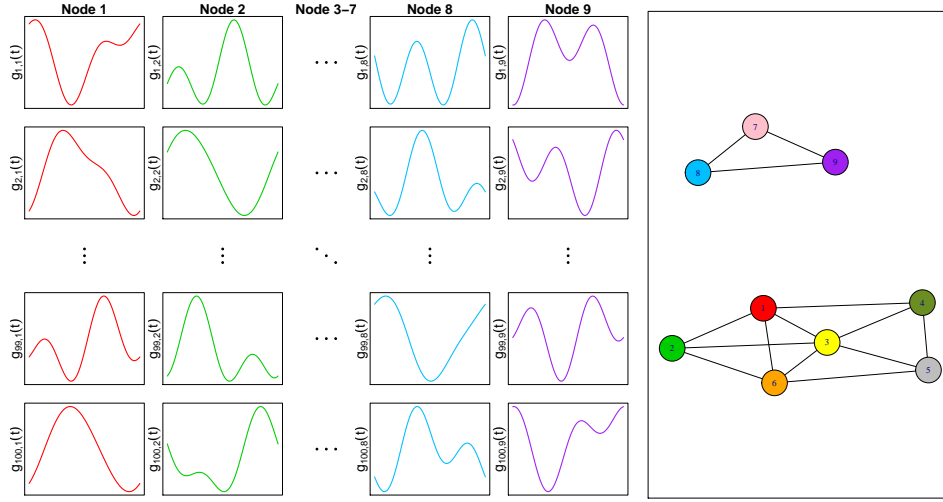 Node 1 Node 2 Node 3–7 Node 8 Node 9
g1,1(t) g1,2(t) ... g1,8(t) g1,9(t)
g2,1(t) g2,2(t) ... g2,8(t) g2,9(t)
g99,1(t) g99,2(t) ... g99,8(t) g99,9(t)
g100,1(t) g100,2(t) ... g100,8(t) g100,9(t)
7
8
9
4
1
3
2
5
6